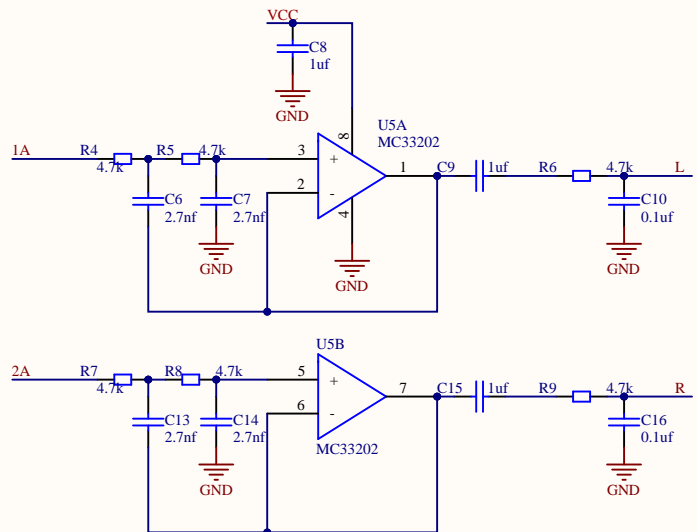 VCC
C8
1uf
GND
U5A
MC33202
8
1A
R4
4.7k
R5
4.7k
3
+
2
-
1
4
C9
1uf
R6
4.7k
L
C6
2.7nf
C7
2.7nf
C10
0.1uf
GND
GND
GND
U5B
2A
R7
4.7k
R8
4.7k
5
+
6
-
7
C15
1uf
R9
4.7k
R
C13
2.7nf
C14
2.7nf
MC33202
C16
0.1uf
GND
GND